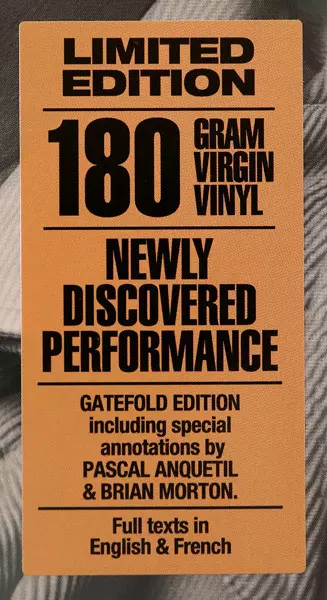 LIMITED
EDITION
180
GRAM
VIRGIN
VINYL
NEWLY
DISCOVERED
PERFORMANCE
GATEFOLD EDITION
including special
annotations by
PASCAL ANQUETIL
& BRIAN MORTON.
Full texts in
English & French